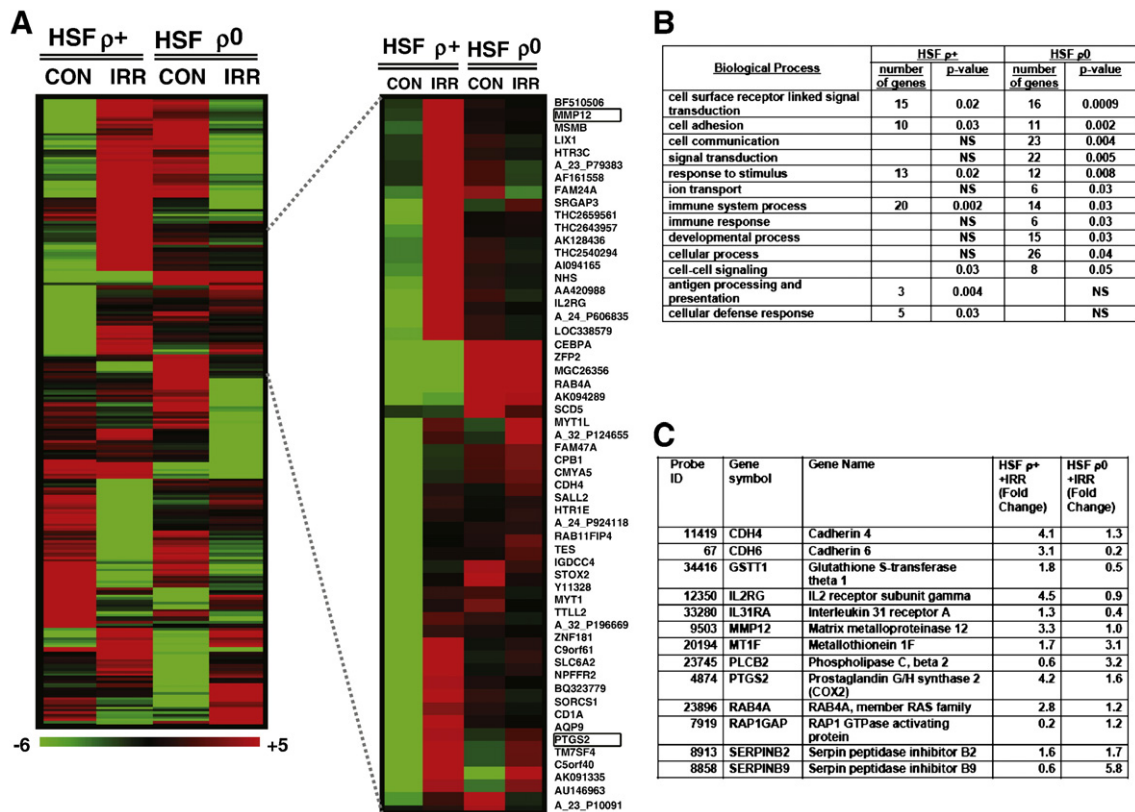 A
HSF ρ+ HSF ρ0
CON IRR CON IRR
-6 +5
HSF ρ+ HSF ρ0
CON IRR CON IRR
BF510506
MMP12
MSMB
LIX1
HTR3C
A_23_P79383
AF161558
FAM24A
SRGAP3
THC2659561
THC2643957
AK128436
THC2540294
AI094165
NHS
AA420988
IL2RG
A_24_P606835
LOC338579
CEBPA
ZFP2
MGC26356
RAB4A
AK094289
SCD5
MYT1L
A_32_P124655
FAM47A
CPB1
CMYA5
CDH4
SALL2
HTR1E
A_24_P924118
RAB11FIP4
TES
IGDCC4
STOX2
Y11328
MYT1
TTLL2
A_32_P196669
ZNF181
C9orf61
SLC6A2
NPFFR2
BQ323779
SORCS1
CD1A
AQP9
PTGS2
TM7SF4
C5orf40
AK091335
AU146963
A_23_P10091
B
HSF ρ+ HSF ρ0
Biological Process number of genes p-value number of genes p-value
cell surface receptor linked signal transduction 15 0.02 16 0.0009
cell adhesion 10 0.03 11 0.002
cell communication NS 23 0.004
signal transduction NS 22 0.005
response to stimulus 13 0.02 12 0.008
ion transport NS 6 0.03
immune system process 20 0.002 14 0.03
immune response NS 6 0.03
developmental process NS 15 0.03
cellular process NS 26 0.04
cell-cell signaling 0.03 8 0.05
antigen processing and presentation 3 0.004 NS
cellular defense response 5 0.03 NS
C
Probe ID Gene symbol Gene Name HSF ρ+ +IRR (Fold Change) HSF ρ0 +IRR (Fold Change)
11419 CDH4 Cadherin 4 4.1 1.3
67 CDH6 Cadherin 6 3.1 0.2
34416 GSTT1 Glutathione S-transferase theta 1 1.8 0.5
12350 IL2RG IL2 receptor subunit gamma 4.5 0.9
33280 IL31RA Interleukin 31 receptor A 1.3 0.4
9503 MMP12 Matrix metalloproteinase 12 3.3 1.0
20194 MT1F Metallothionein 1F 1.7 3.1
23745 PLCB2 Phospholipase C, beta 2 0.6 3.2
4874 PTGS2 Prostaglandin G/H synthase 2 (COX2) 4.2 1.6
23896 RAB4A RAB4A, member RAS family 2.8 1.2
7919 RAP1GAP RAP1 GTPase activating protein 0.2 1.2
8913 SERPINB2 Serpin peptidase inhibitor B2 1.6 1.7
8858 SERPINB9 Serpin peptidase inhibitor B9 0.6 5.8